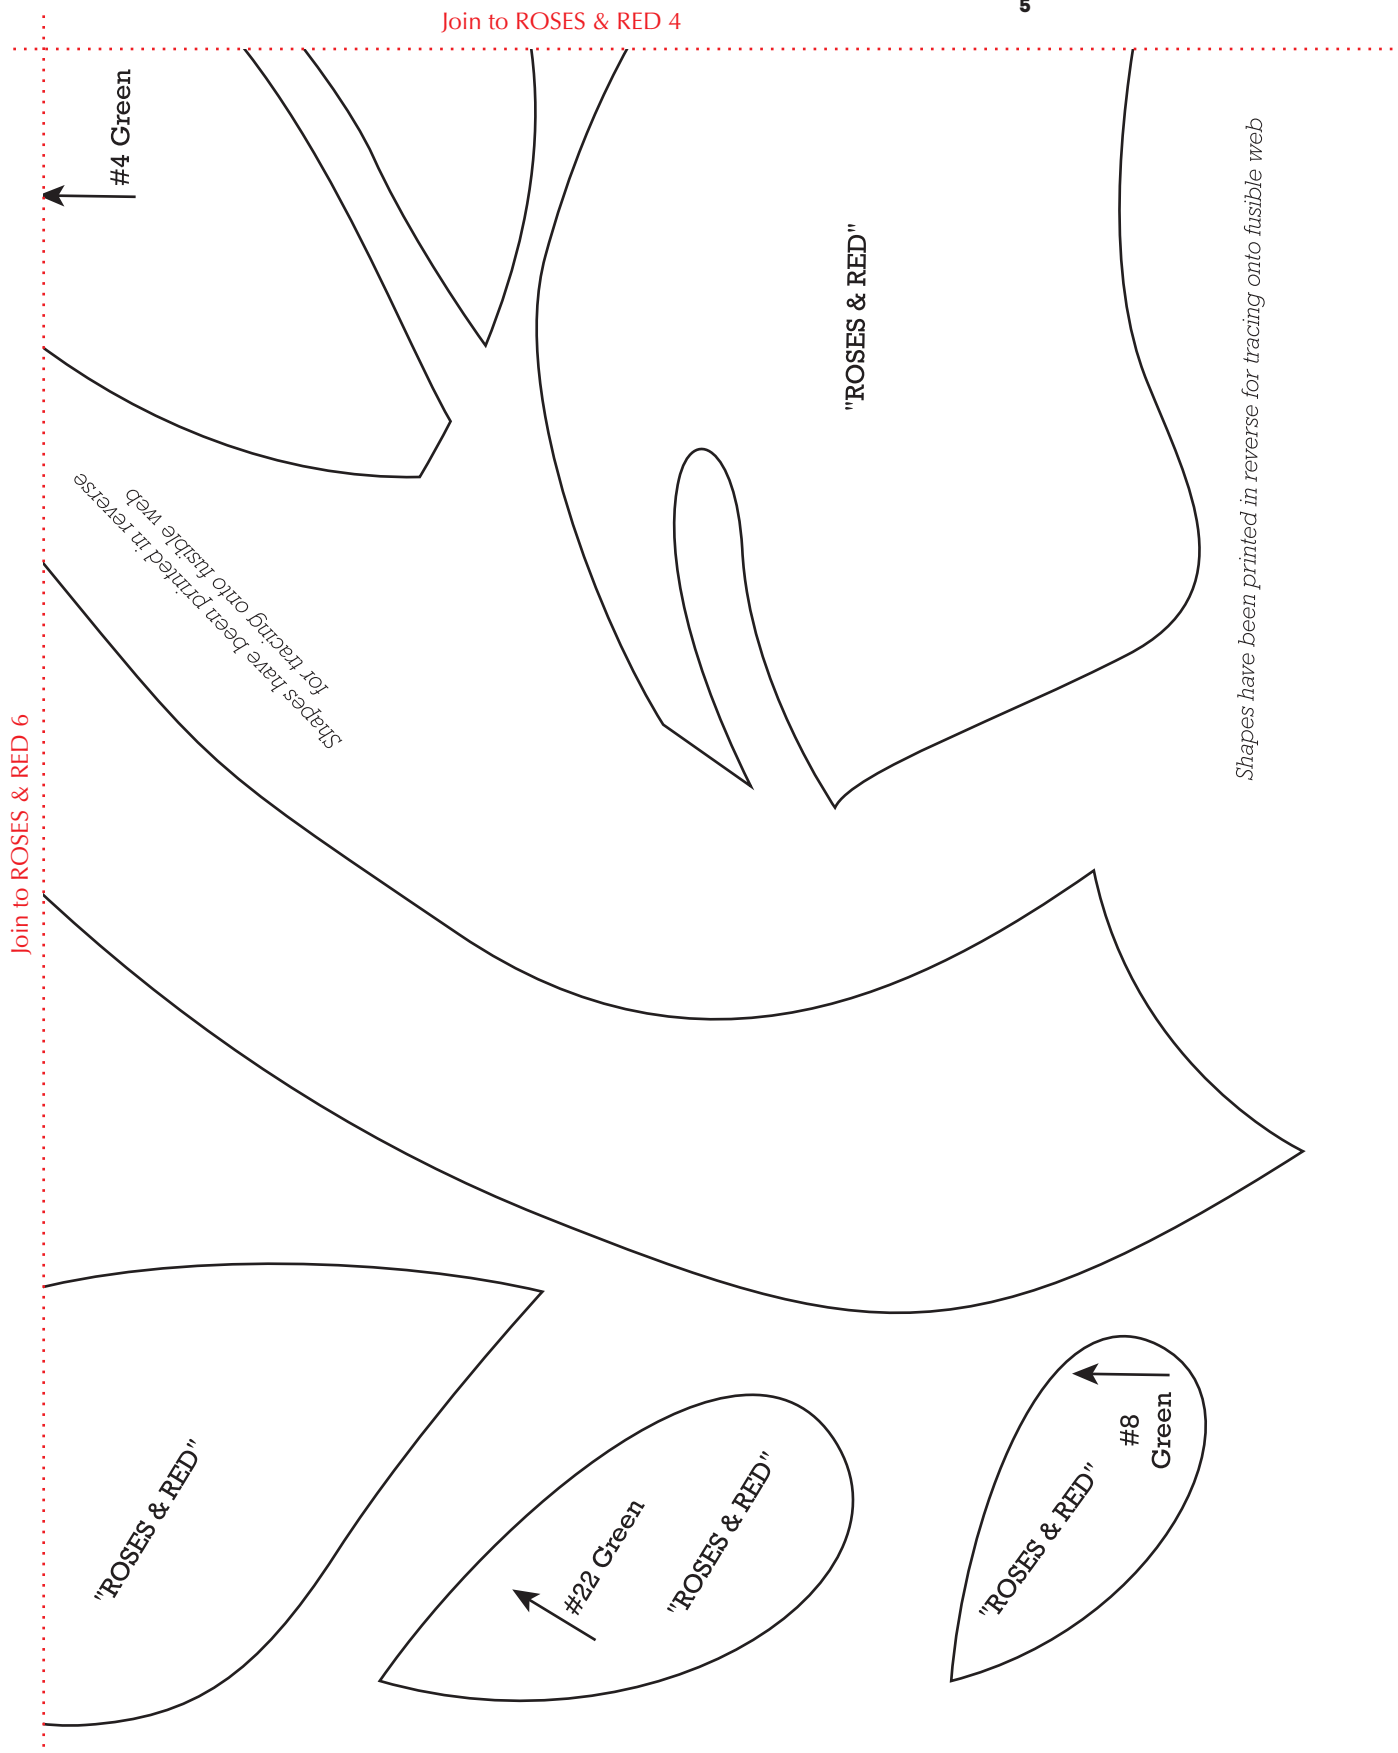 5
Join to ROSES & RED 4
#4 Green
"ROSES & RED"
Shapes have been printed in reverse for tracing onto fusible web
Shapes have been printed in reverse
for tracing onto fusible web
Join to ROSES & RED 6
"ROSES & RED"
#22 Green
"ROSES & RED"
#8
Green
"ROSES & RED"